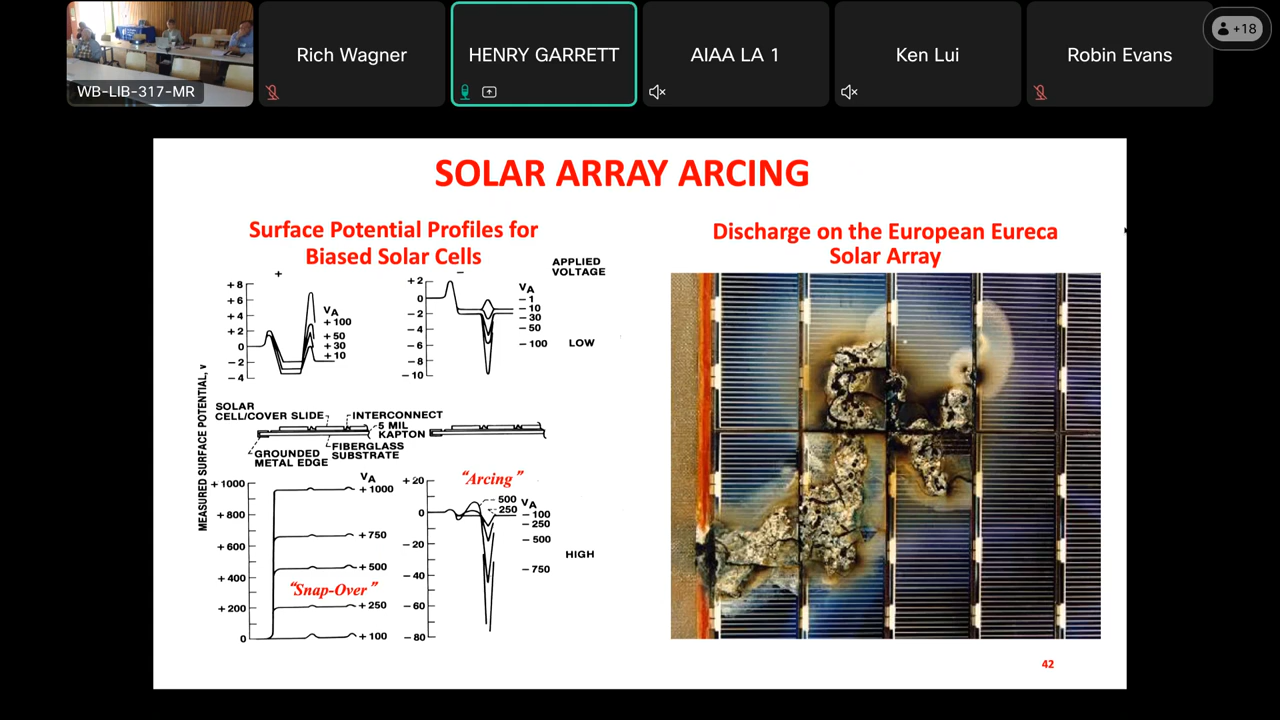 WB-LIB-317-MR
Rich Wagner
HENRY GARRETT
AIAA LA 1
Ken Lui
Robin Evans
+18
SOLAR ARRAY ARCING
Surface Potential Profiles for
Biased Solar Cells
+
−
APPLIED
VOLTAGE
+ 8
+ 6
+ 4
+ 2
0
− 2
− 4
VA
+ 100
+ 50
+ 30
+ 10
+ 2
0
− 2
− 4
− 6
− 8
− 10
VA
− 1
− 10
− 30
− 50
− 100
LOW
MEASURED SURFACE POTENTIAL, v
SOLAR
CELL/COVER SLIDE
INTERCONNECT
5 MIL
KAPTON
GROUNDED
METAL EDGE
FIBERGLASS
SUBSTRATE
+ 1000
+ 800
+ 600
+ 400
+ 200
0
VA
+ 1000
+ 750
+ 500
"Snap-Over"
+ 250
+ 100
+ 20
0
− 20
− 40
− 60
− 80
"Arcing"
500
250
VA
− 100
− 250
− 500
− 750
HIGH
Discharge on the European Eureca
Solar Array
42